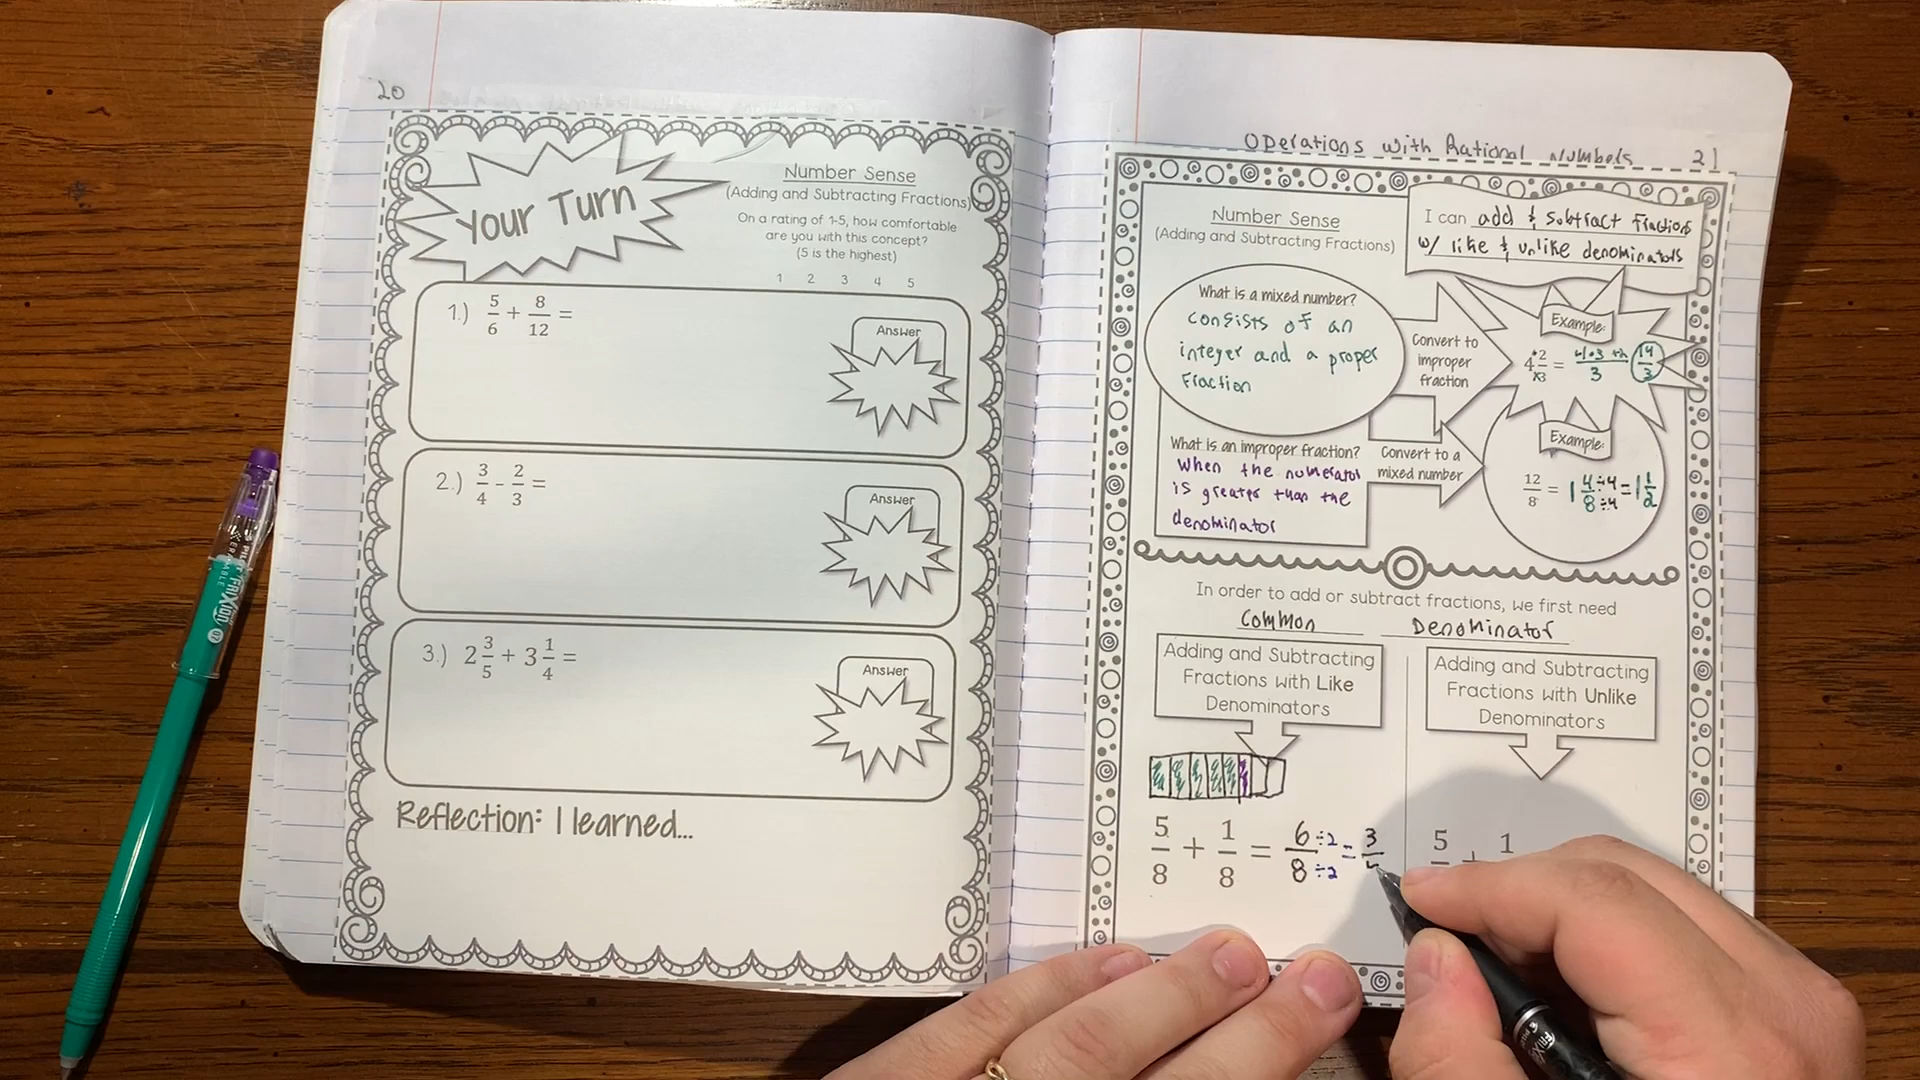 20
Your Turn
Number Sense
(Adding and Subtracting Fractions)
On a rating of 1-5, how comfortable
are you with this concept?
(5 is the highest)
1 2 3 4 5
1.) 5/6 + 8/12 =
Answer
2.) 3/4 - 2/3 =
Answer
3.) 2 3/5 + 3 1/4 =
Answer
Reflection: I learned...
Operations with Rational Numbers 21
Number Sense
(Adding and Subtracting Fractions)
I can add & subtract fractions
w/ like & unlike denominators
What is a mixed number?
consists of an
integer and a proper
fraction
Convert to
improper
fraction
Example:
4 +2/x3 = 4•3+2/3 14/3
What is an improper fraction?
When the numerator
is greater than the
denominator
Convert to a
mixed number
Example:
12/8 = 1 4÷4/8÷4 = 1 1/2
In order to add or subtract fractions, we first need
Common Denominator
Adding and Subtracting
Fractions with Like
Denominators
Adding and Subtracting
Fractions with Unlike
Denominators
5/8 + 1/8 = 6÷2/8÷2 = 3
5 + 1
FRIXION